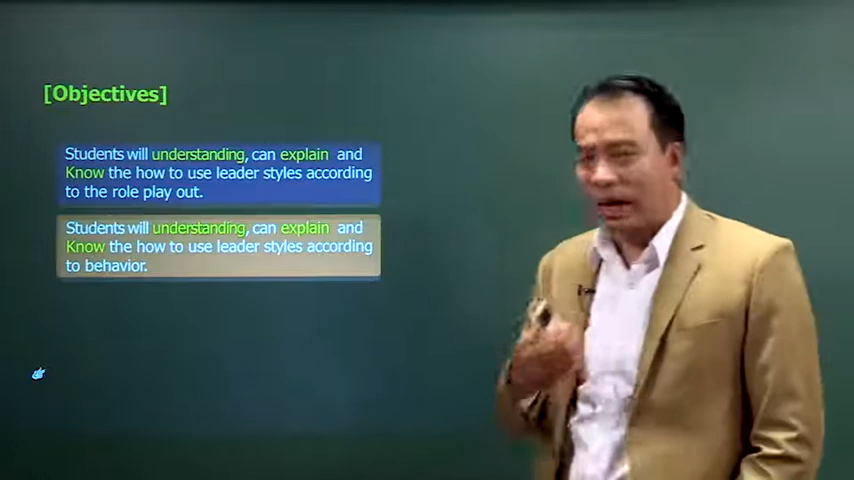 [Objectives]
Students will understanding, can explain and
Know the how to use leader styles according
to the role play out.
Students will understanding, can explain and
Know the how to use leader styles according
to behavior.